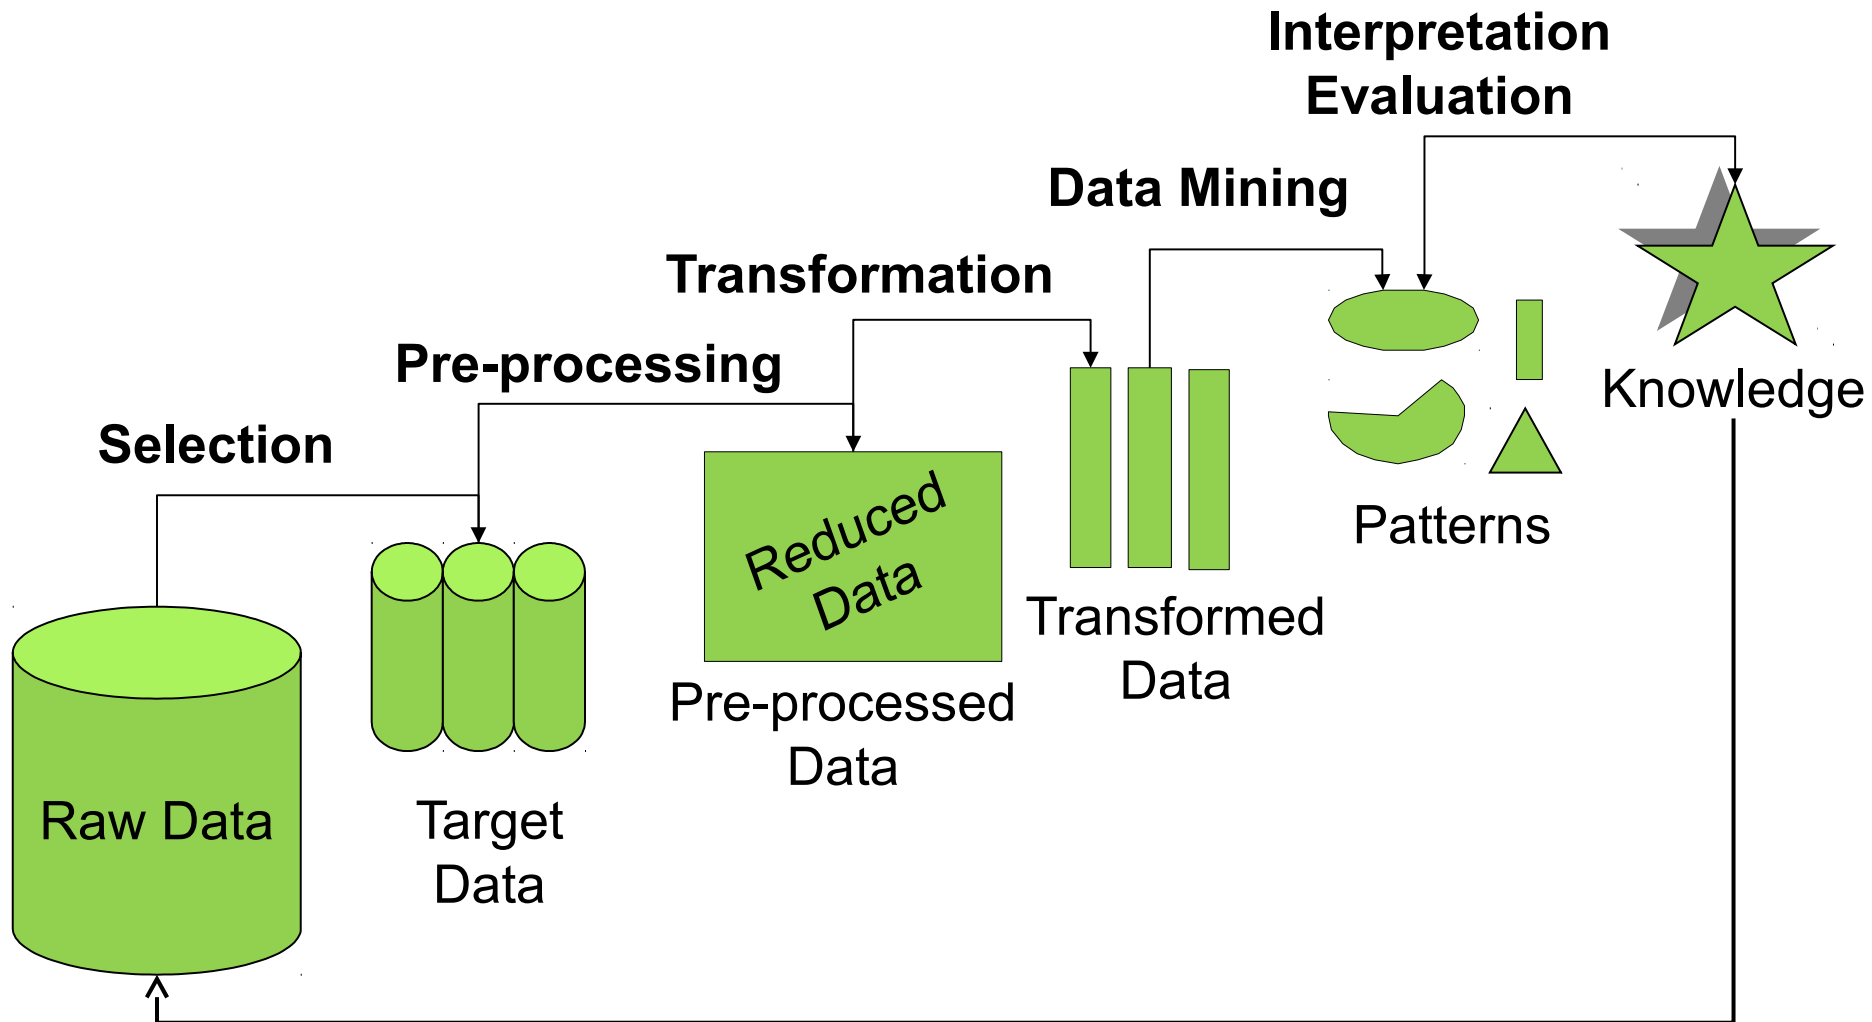 Interpretation
Evaluation
Data Mining
Transformation
Pre-processing
Selection
Knowledge
Patterns
Reduced
Data
Transformed
Data
Pre-processed
Data
Raw Data
Target
Data